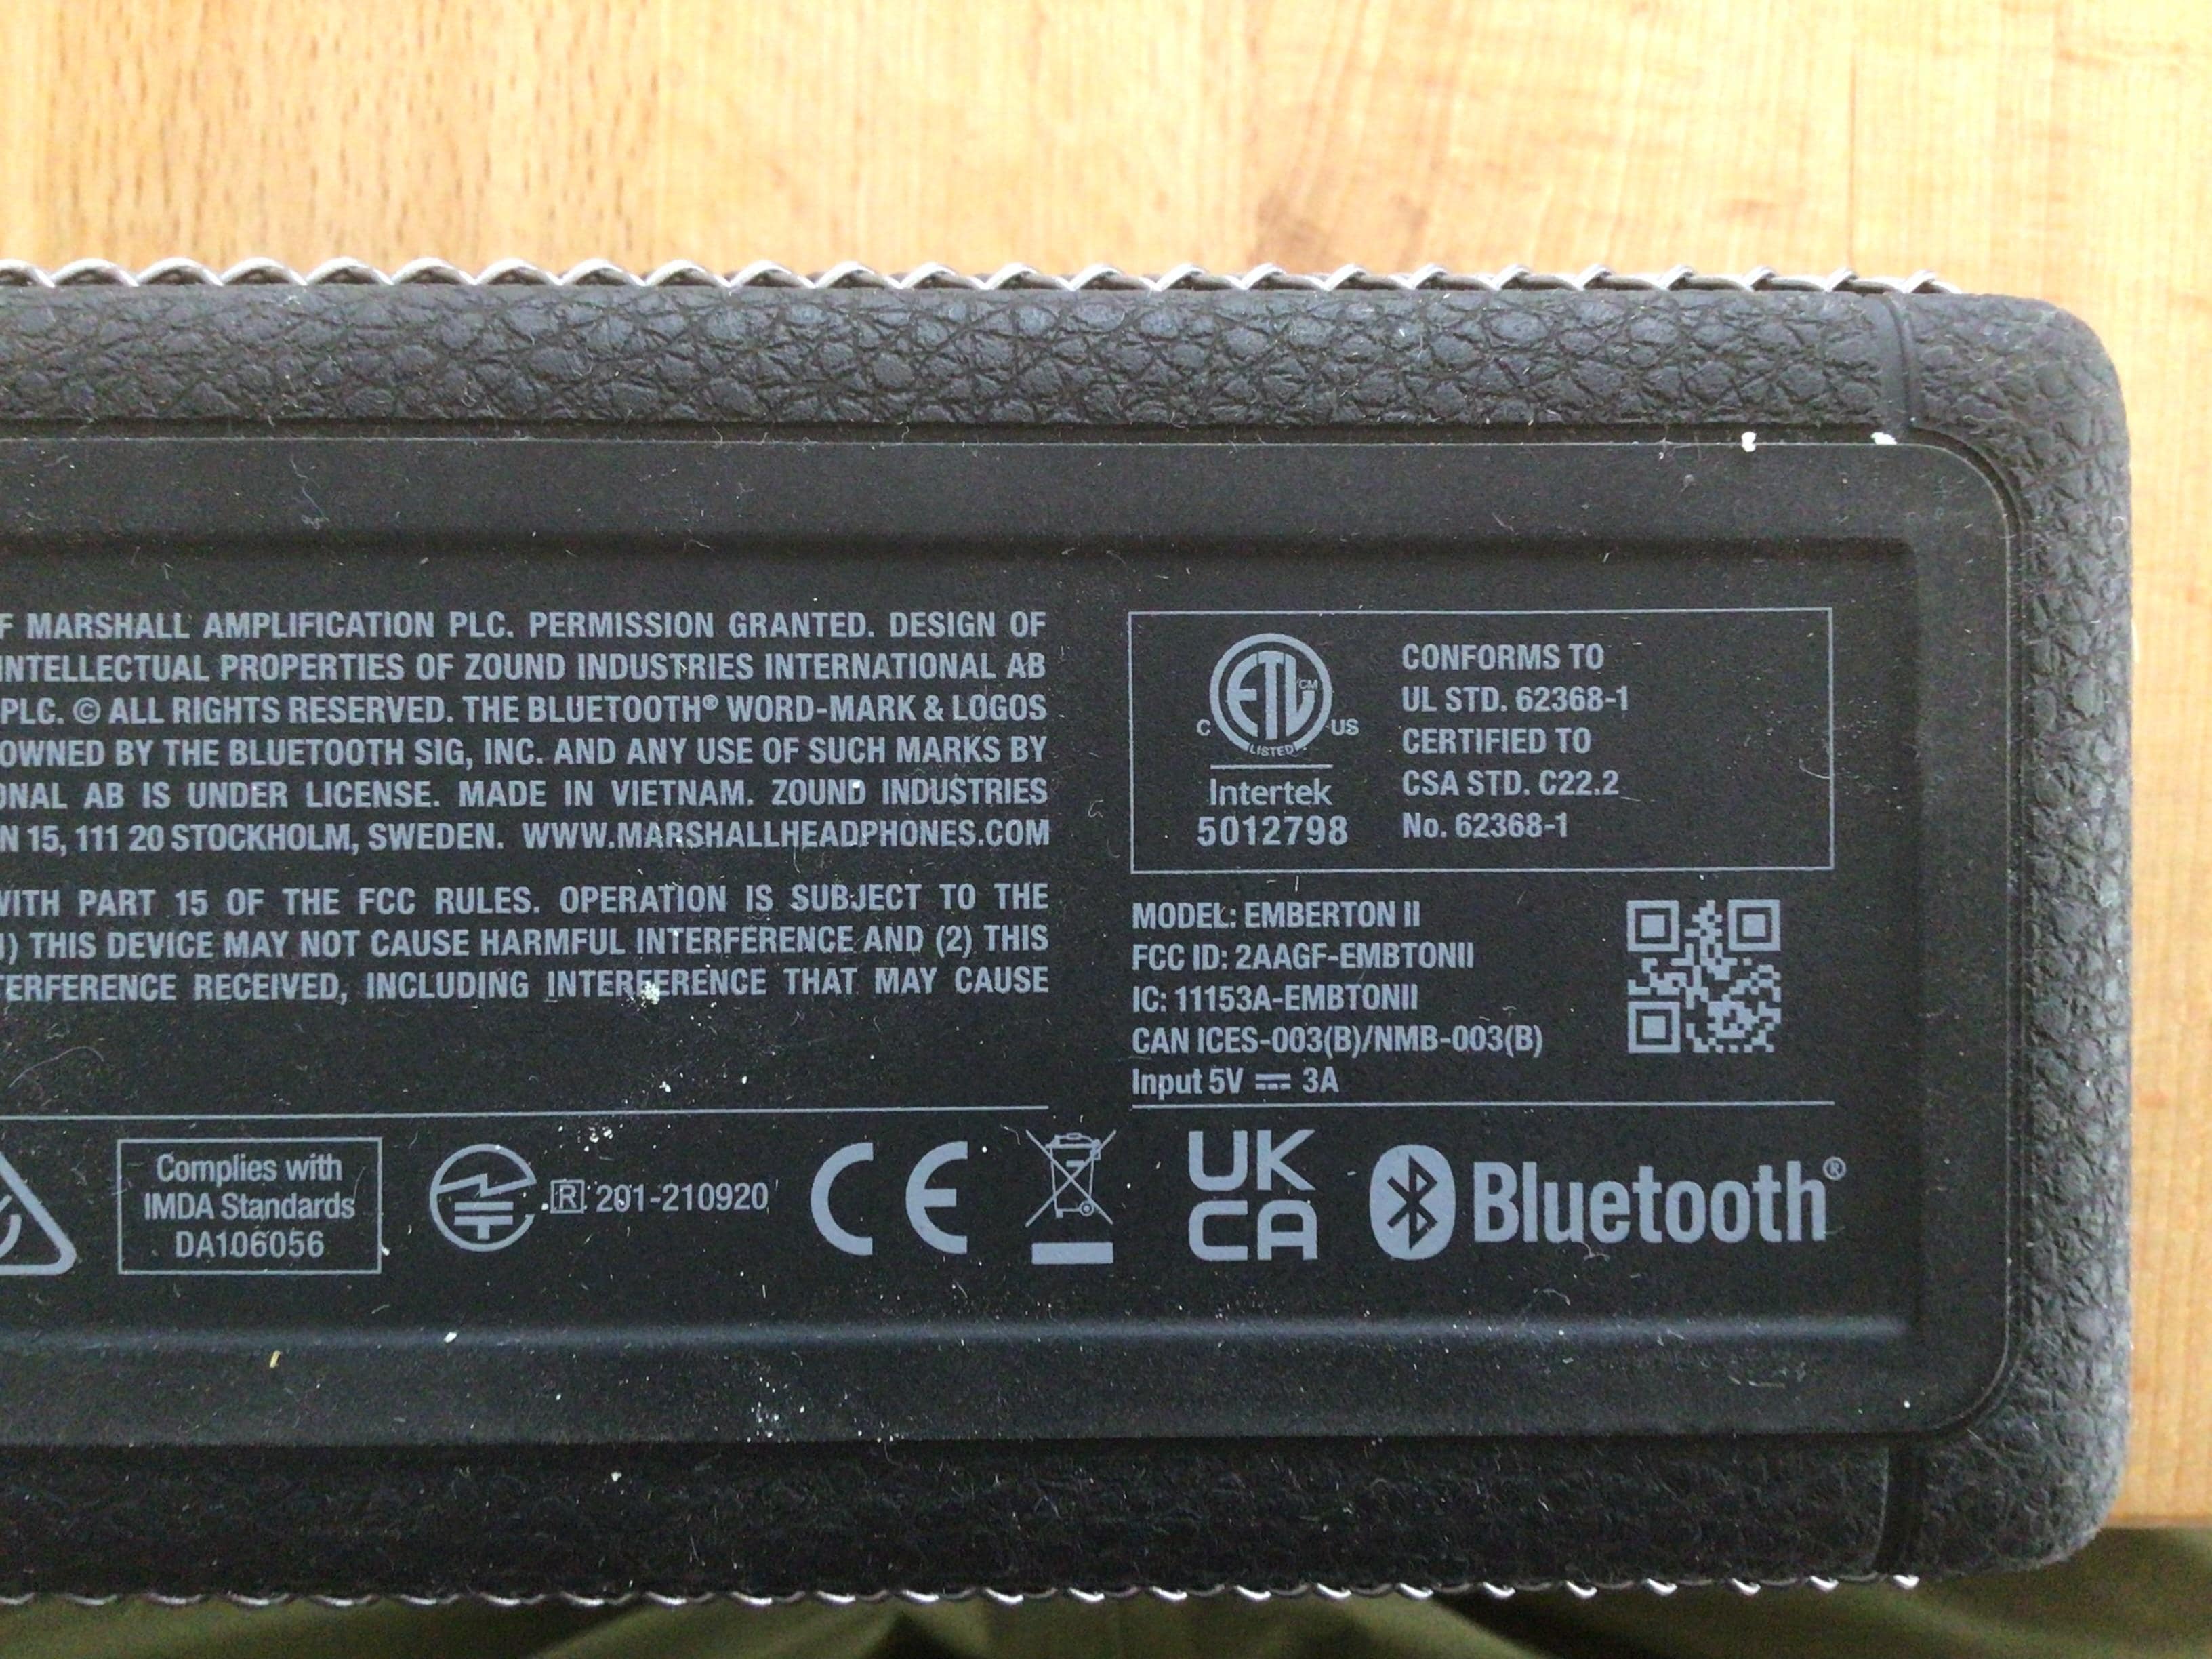 F MARSHALL AMPLIFICATION PLC. PERMISSION GRANTED. DESIGN OF
INTELLECTUAL PROPERTIES OF ZOUND INDUSTRIES INTERNATIONAL AB
PLC. © ALL RIGHTS RESERVED. THE BLUETOOTH® WORD-MARK & LOGOS
OWNED BY THE BLUETOOTH SIG, INC. AND ANY USE OF SUCH MARKS BY
ONAL AB IS UNDER LICENSE. MADE IN VIETNAM. ZOUND INDUSTRIES
N 15, 111 20 STOCKHOLM, SWEDEN. WWW.MARSHALLHEADPHONES.COM
WITH PART 15 OF THE FCC RULES. OPERATION IS SUBJECT TO THE
1) THIS DEVICE MAY NOT CAUSE HARMFUL INTERFERENCE AND (2) THIS
TERFERENCE RECEIVED, INCLUDING INTERFERENCE THAT MAY CAUSE
Complies with
IMDA Standards
DA106056
R 201-210920
CE
ETL CM
C US
LISTED
Intertek
5012798
CONFORMS TO
UL STD. 62368-1
CERTIFIED TO
CSA STD. C22.2
No. 62368-1
MODEL: EMBERTON II
FCC ID: 2AAGF-EMBTONII
IC: 11153A-EMBTONII
CAN ICES-003(B)/NMB-003(B)
Input 5V ⎓ 3A
UK
CA
Bluetooth®